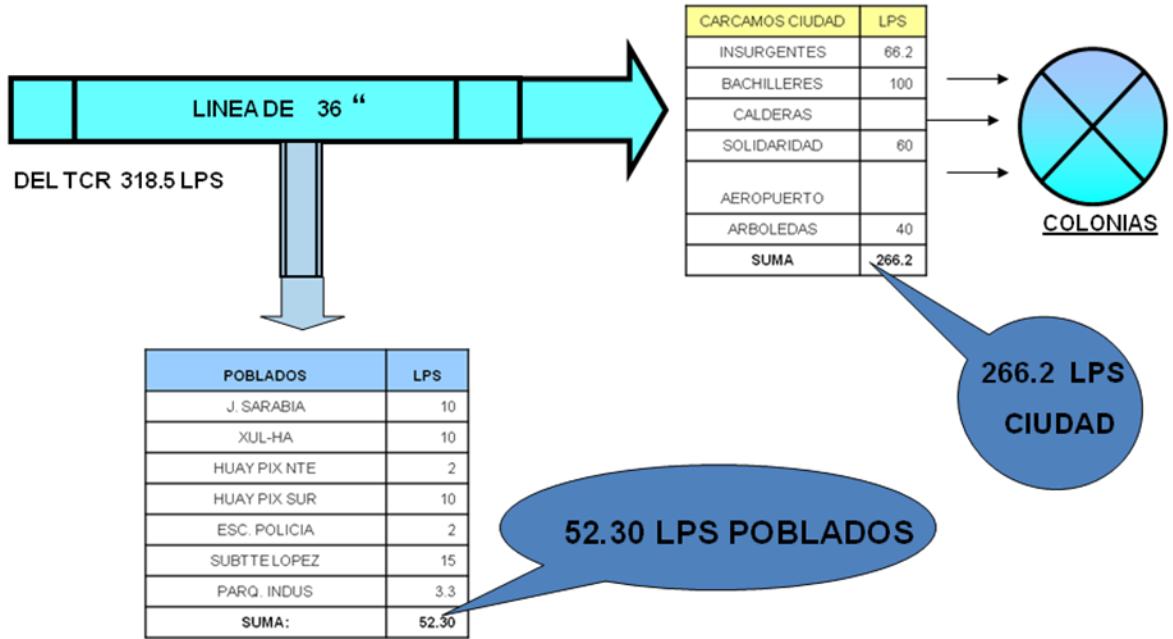 CARCAMOS CIUDAD LPS
INSURGENTES 66.2
BACHILLERES 100
CALDERAS
SOLIDARIDAD 60
AEROPUERTO
ARBOLEDAS 40
SUMA 266.2
LINEA DE 36 “
DEL TCR 318.5 LPS
COLONIAS
266.2 LPS
CIUDAD
POBLADOS LPS
J. SARABIA 10
XUL-HA 10
HUAY PIX NTE 2
HUAY PIX SUR 10
ESC. POLICIA 2
SUBTTE LOPEZ 15
PARQ. INDUS 3.3
SUMA: 52.30
52.30 LPS POBLADOS